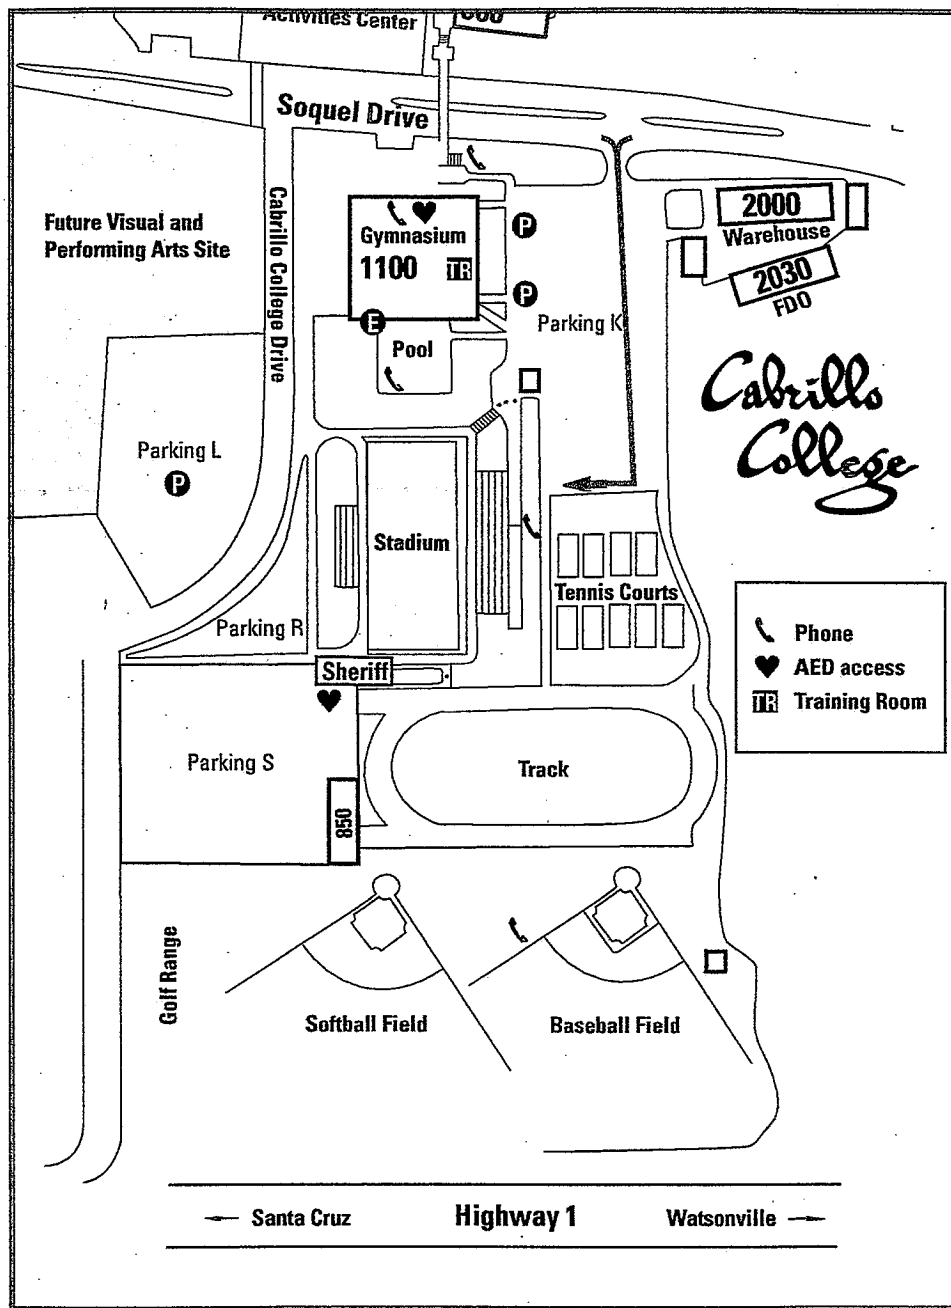 Activities Center
Soquel Drive
Cabrillo College Drive
Future Visual and
Performing Arts Site
Gymnasium
1100 TR
P
P
E
Pool
Parking K
2000
Warehouse
2030
FDO
Cabrillo
College
Parking L
P
Stadium
Tennis Courts
Parking R
Sheriff
Phone
AED access
TR Training Room
Parking S
850
Track
Golf Range
Softball Field
Baseball Field
← Santa Cruz
Highway 1
Watsonville →